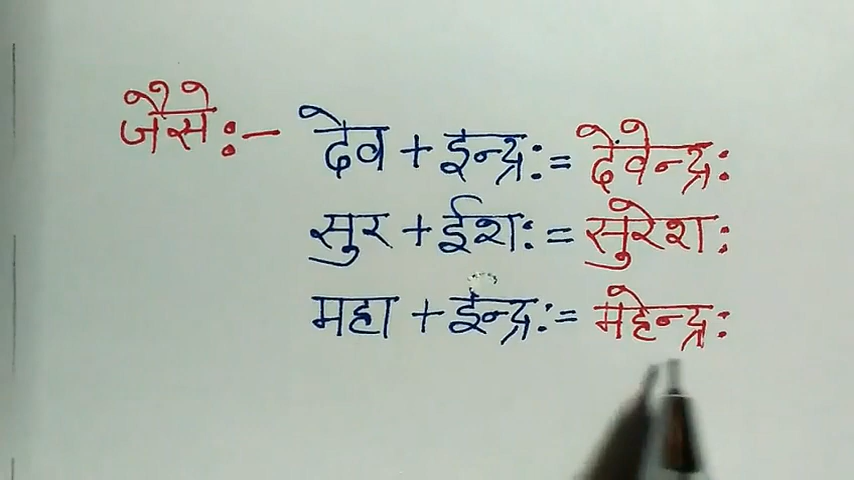 जैसे :- देव + इन्द्र: = देवेन्द्र:
सुर + ईश: = सुरेश:
महा + इन्द्र: = महेन्द्र: